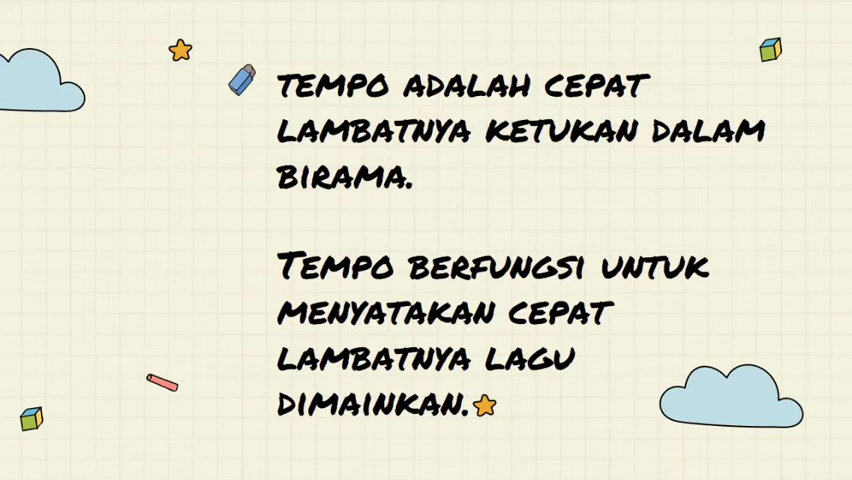 TEMPO ADALAH CEPAT
LAMBATNYA KETUKAN DALAM
BIRAMA.
TEMPO BERFUNGSI UNTUK
MENYATAKAN CEPAT
LAMBATNYA LAGU
DIMAINKAN.